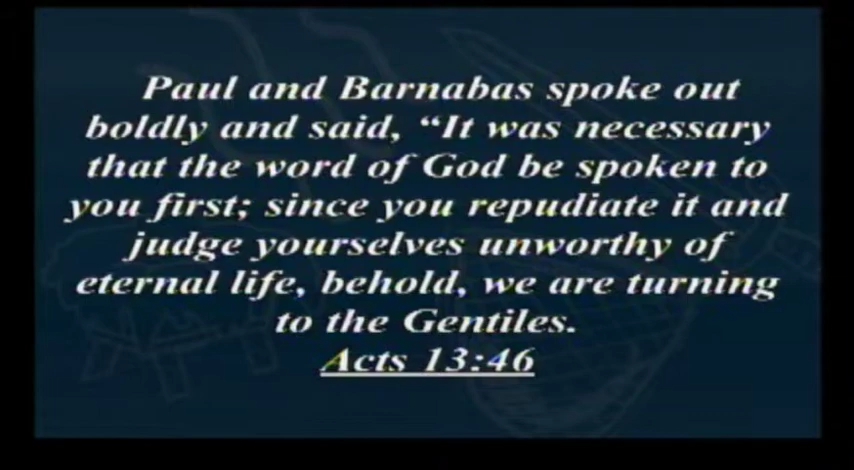 Paul and Barnabas spoke out
boldly and said, “It was necessary
that the word of God be spoken to
you first; since you repudiate it and
judge yourselves unworthy of
eternal life, behold, we are turning
to the Gentiles.
Acts 13:46